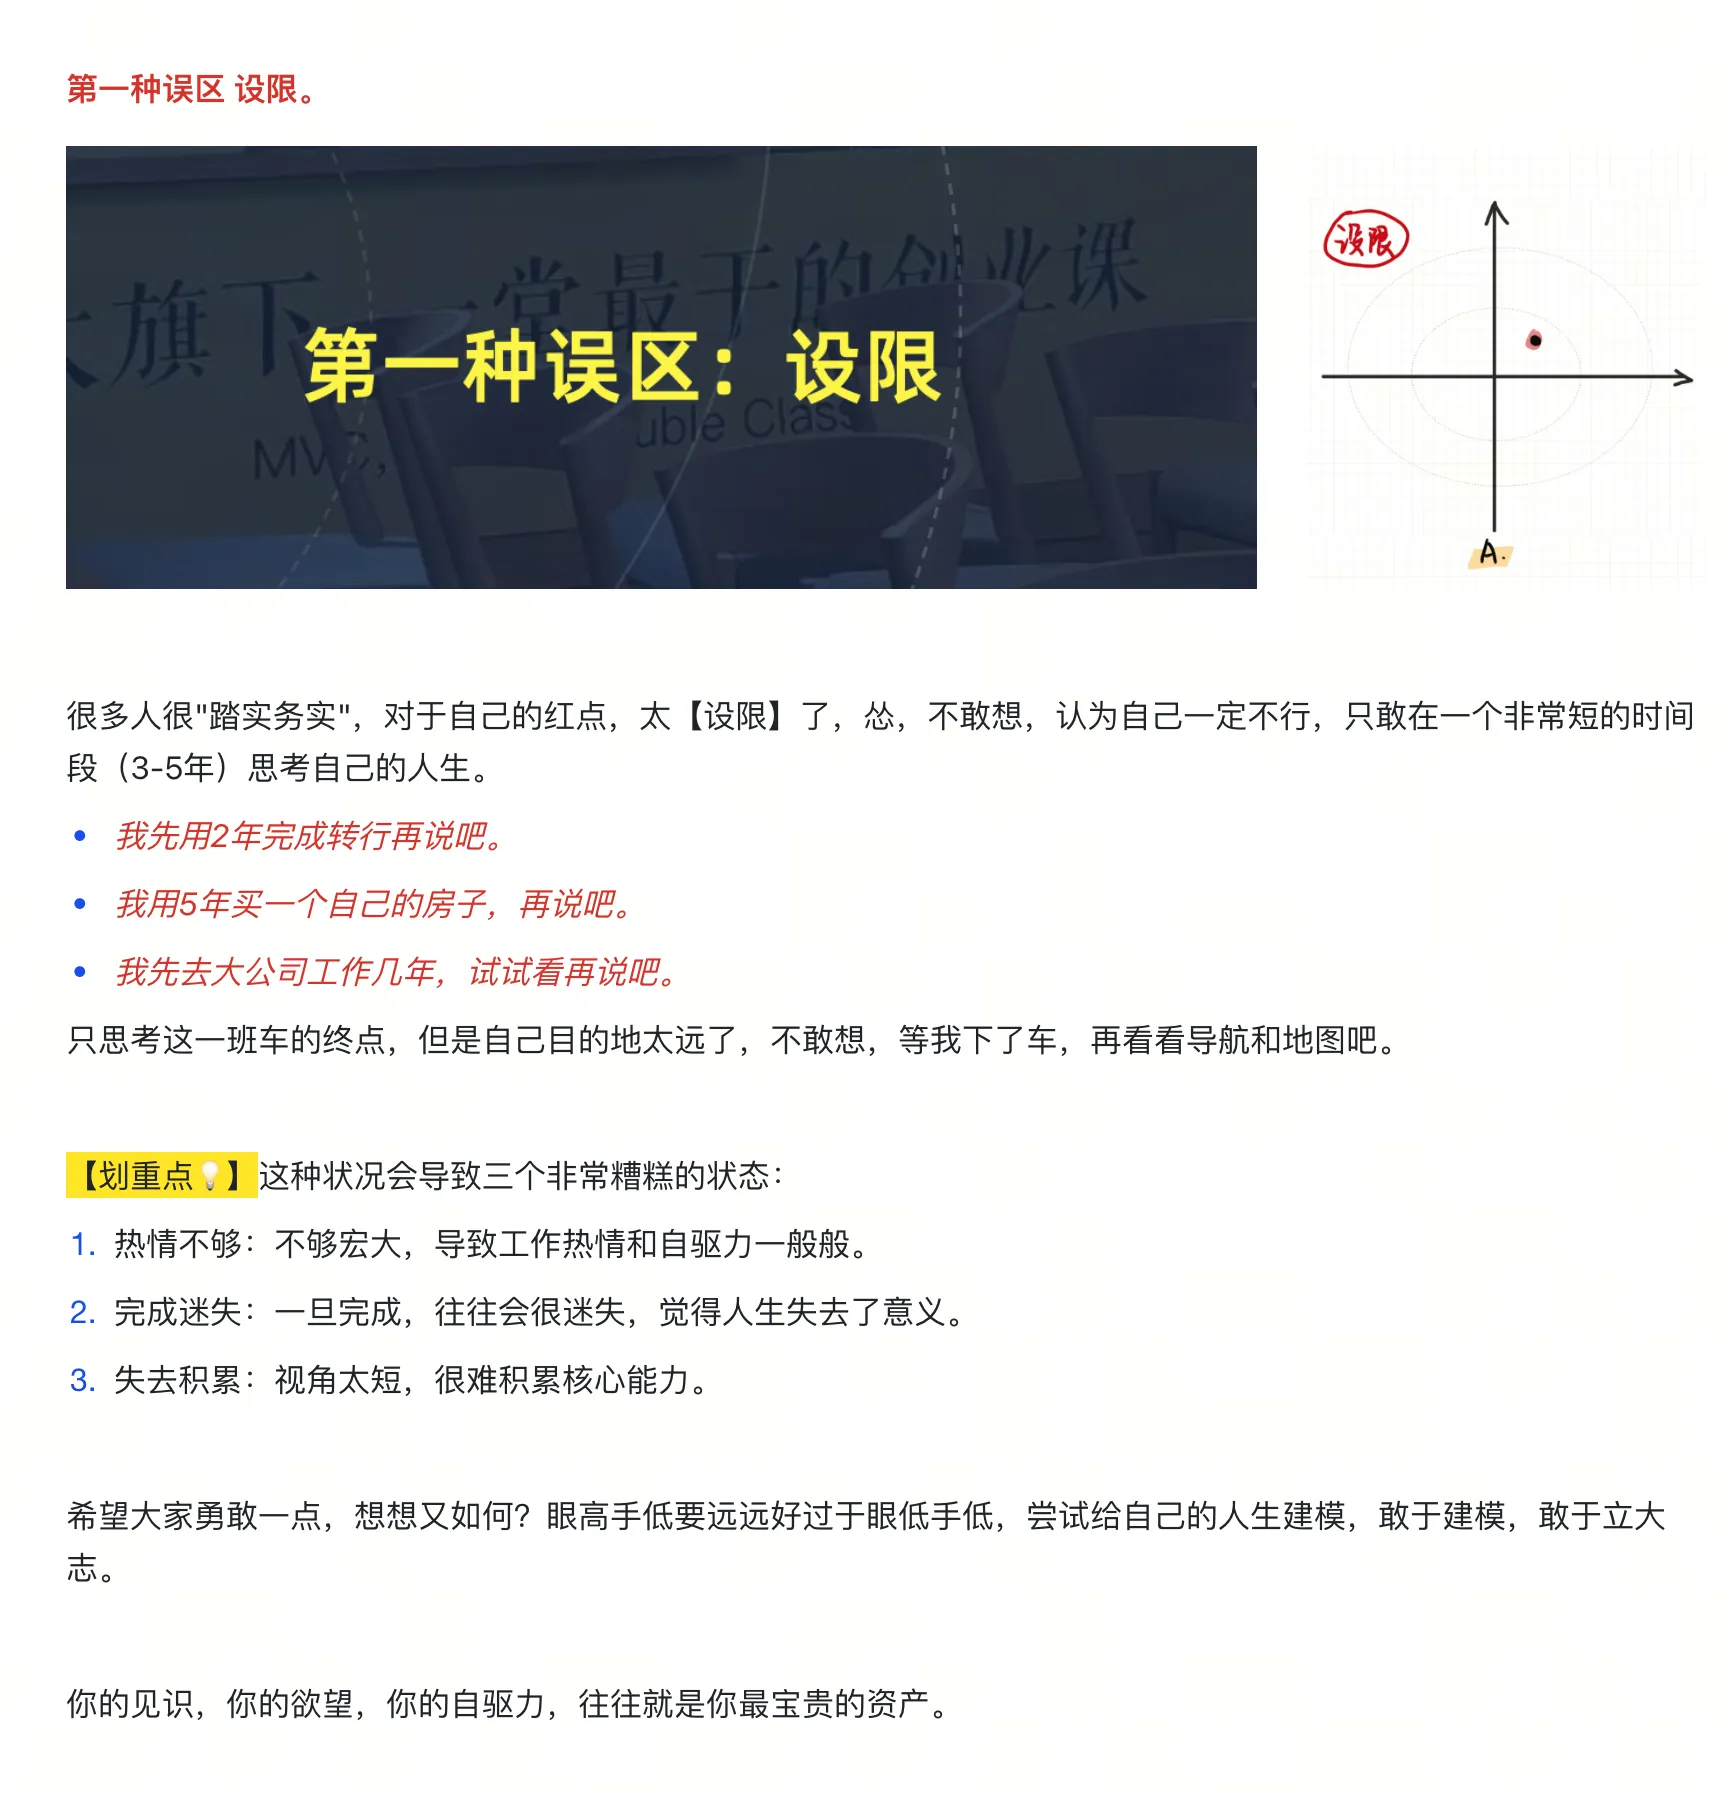 第一种误区 设限。
大旗下 一堂最干的创业课
第一种误区：设限
MVC,
uble Class
设限
A.
很多人很"踏实务实"，对于自己的红点，太【设限】了，怂，不敢想，认为自己一定不行，只敢在一个非常短的时间
段（3-5年）思考自己的人生。
• 我先用2年完成转行再说吧。
• 我用5年买一个自己的房子，再说吧。
• 我先去大公司工作几年，试试看再说吧。
只思考这一班车的终点，但是自己目的地太远了，不敢想，等我下了车，再看看导航和地图吧。
【划重点💡】这种状况会导致三个非常糟糕的状态：
1. 热情不够：不够宏大，导致工作热情和自驱力一般般。
2. 完成迷失：一旦完成，往往会很迷失，觉得人生失去了意义。
3. 失去积累：视角太短，很难积累核心能力。
希望大家勇敢一点，想想又如何？眼高手低要远远好过于眼低手低，尝试给自己的人生建模，敢于建模，敢于立大
志。
你的见识，你的欲望，你的自驱力，往往就是你最宝贵的资产。